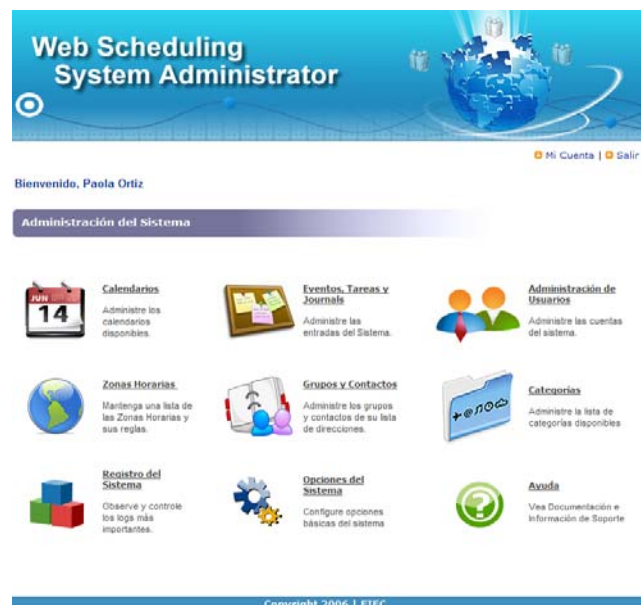 Web Scheduling
System Administrator
Mi Cuenta | Salir
Bienvenido, Paola Ortiz
Administración del Sistema
JUN
14
Calendarios
Administre los
calendarios
disponibles.
Eventos, Tareas y
Journals
Administre las
entradas del Sistema.
Administración de
Usuarios
Administre las cuentas
del sistema.
Zonas Horarias
Mantenga una lista de
las Zonas Horarias y
sus reglas.
Grupos y Contactos
Administre los grupos
y contactos de su lista
de direcciones.
Categorías
Administre la lista de
categorías disponibles
Registro del
Sistema
Observe y controle
los logs más
importantes.
Opciones del
Sistema
Configure opciones
básicas del sistema
Ayuda
Vea Documentación e
Información de Soporte
Copyright 2006 |